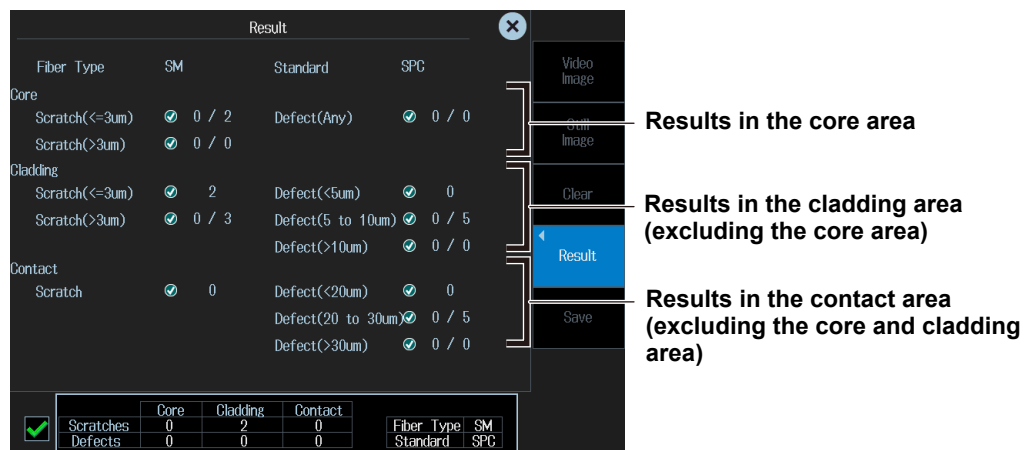 Result
Fiber Type SM Standard SPC
Core
Scratch(<=3um) 0 / 2 Defect(Any) 0 / 0
Scratch(>3um) 0 / 0
Cladding
Scratch(<=3um) 2 Defect(<5um) 0
Scratch(>3um) 0 / 3 Defect(5 to 10um) 0 / 5
Defect(>10um) 0 / 0
Contact
Scratch 0 Defect(<20um) 0
Defect(20 to 30um) 0 / 5
Defect(>30um) 0 / 0
Core Cladding Contact
Scratches 0 2 0 Fiber Type SM
Defects 0 0 0 Standard SPC
Video
Image
Still
Image
Clear
Result
Save
Results in the core area
Results in the cladding area
(excluding the core area)
Results in the contact area
(excluding the core and cladding
area)